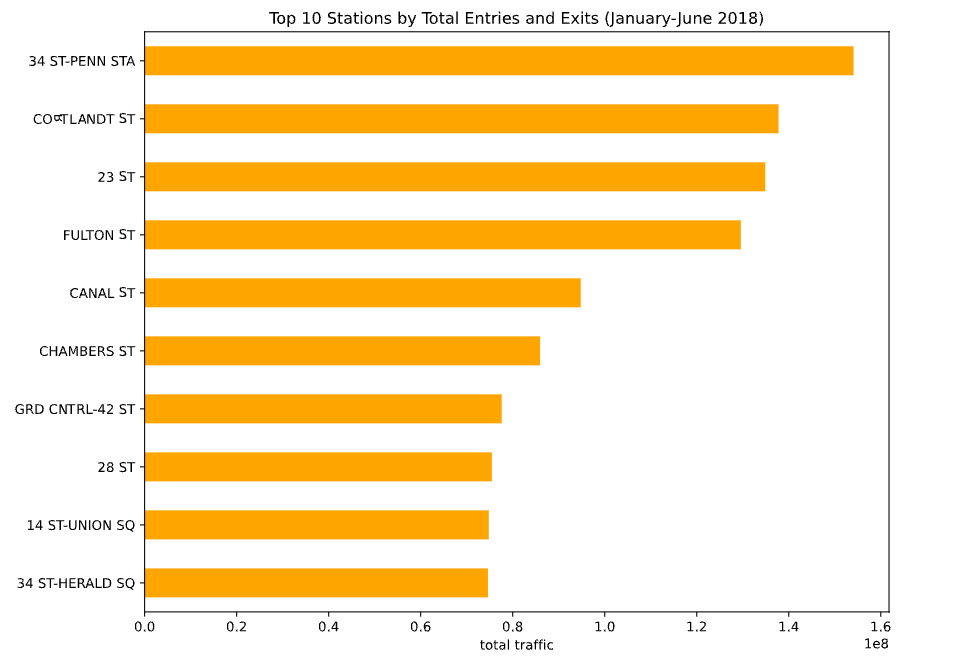 Top 10 Stations by Total Entries and Exits (January-June 2018)
34 ST-PENN STA
CORTLANDT ST
23 ST
FULTON ST
CANAL ST
CHAMBERS ST
GRD CNTRL-42 ST
28 ST
14 ST-UNION SQ
34 ST-HERALD SQ
0.0 0.2 0.4 0.6 0.8 1.0 1.2 1.4 1.6
1e8
total traffic